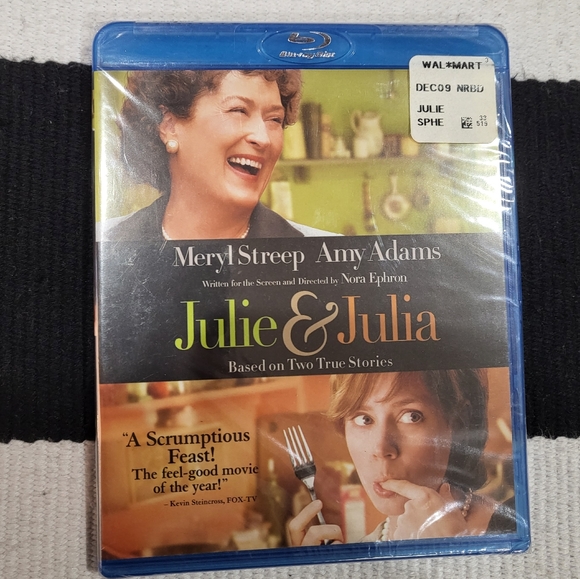 Blu-ray Disc
WAL*MART
DEC09 NRBD
JULIE 33
SPHE 519
Meryl Streep Amy Adams
Written for the Screen and Directed by Nora Ephron
Julie & Julia
Based on Two True Stories
"A Scrumptious
Feast!
The feel-good movie
of the year!"
– Kevin Steincross, FOX-TV